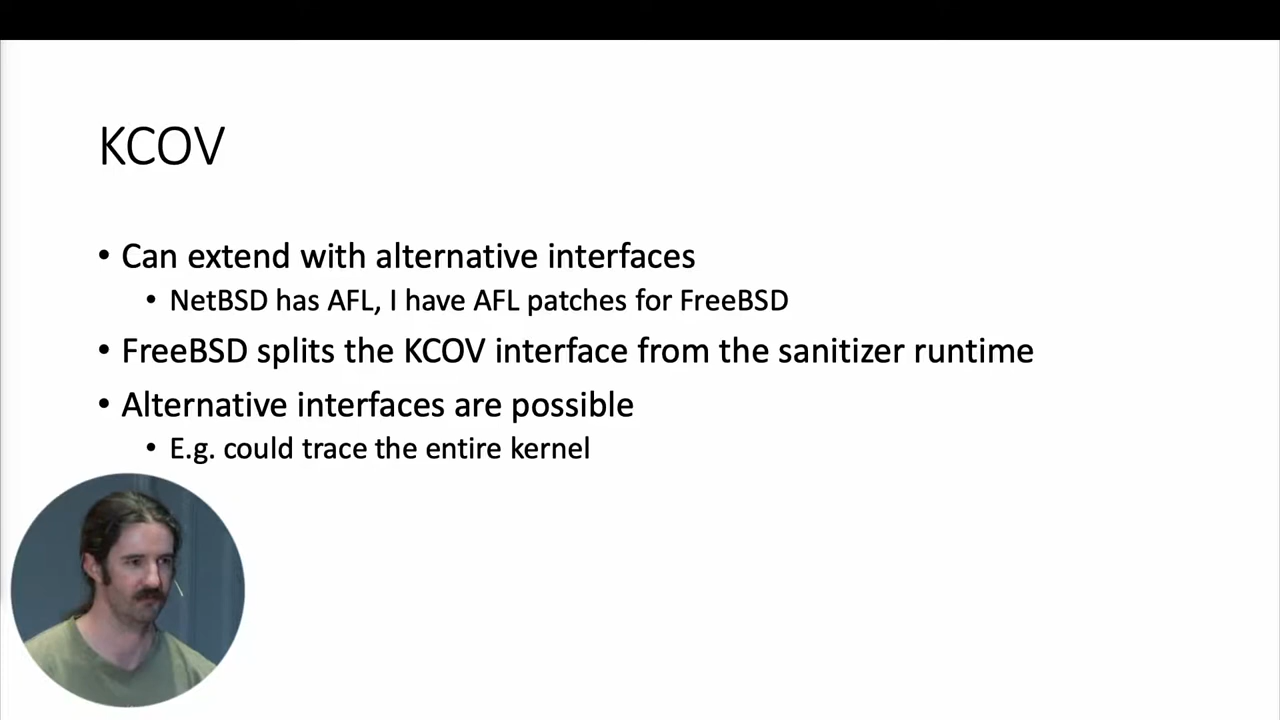 KCOV
• Can extend with alternative interfaces
• NetBSD has AFL, I have AFL patches for FreeBSD
• FreeBSD splits the KCOV interface from the sanitizer runtime
• Alternative interfaces are possible
• E.g. could trace the entire kernel